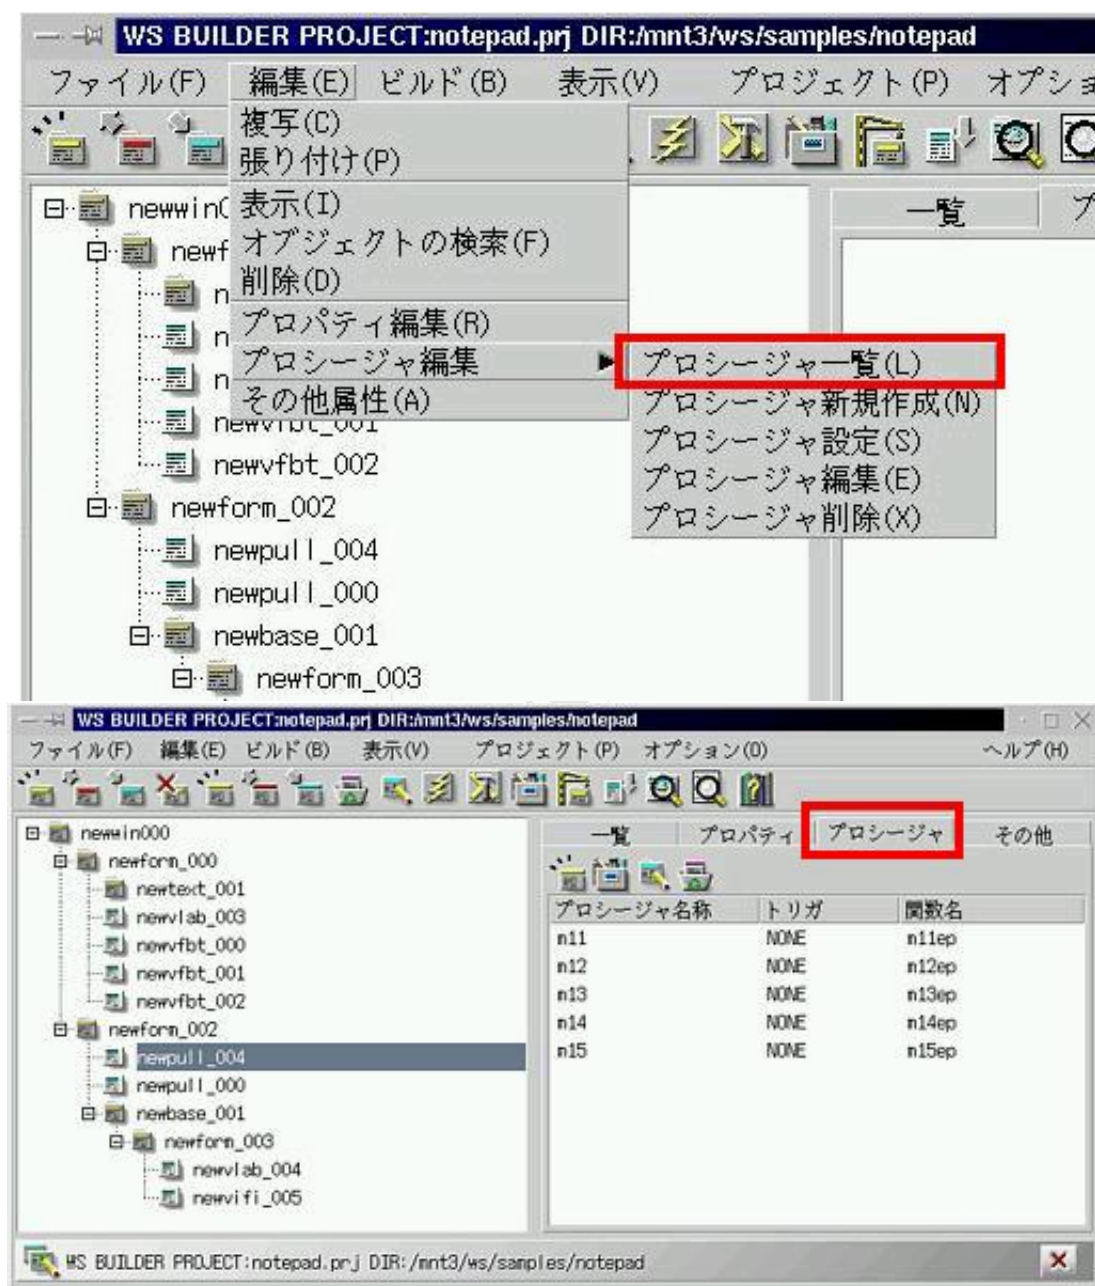 WS BUILDER PROJECT:notepad.prj DIR:/mnt3/ws/samples/notepad
ファイル(F) 編集(E) ビルド(B) 表示(V) プロジェクト(P) オプショ
複写(C)
張り付け(P)
表示(I)
オブジェクトの検索(F)
削除(D)
プロパティ編集(R)
プロシージャ編集
その他属性(A)
プロシージャ一覧(L)
プロシージャ新規作成(N)
プロシージャ設定(S)
プロシージャ編集(E)
プロシージャ削除(X)
一覧 プ
newwin0
newf
n
n
n
newvfbt_001
newvfbt_002
newform_002
newpull_004
newpull_000
newbase_001
newform_003
WS BUILDER PROJECT:notepad.prj DIR:/mnt3/ws/samples/notepad
ファイル(F) 編集(E) ビルド(B) 表示(V) プロジェクト(P) オプション(O) ヘルプ(H)
newwin000
newform_000
newtext_001
newvlab_003
newvfbt_000
newvfbt_001
newvfbt_002
newform_002
newpull_004
newpull_000
newbase_001
newform_003
newvlab_004
newvifi_005
一覧 プロパティ プロシージャ その他
プロシージャ名称 トリガ 関数名
m11 NONE m11ep
m12 NONE m12ep
m13 NONE m13ep
m14 NONE m14ep
m15 NONE m15ep
WS BUILDER PROJECT:notepad.prj DIR:/mnt3/ws/samples/notepad